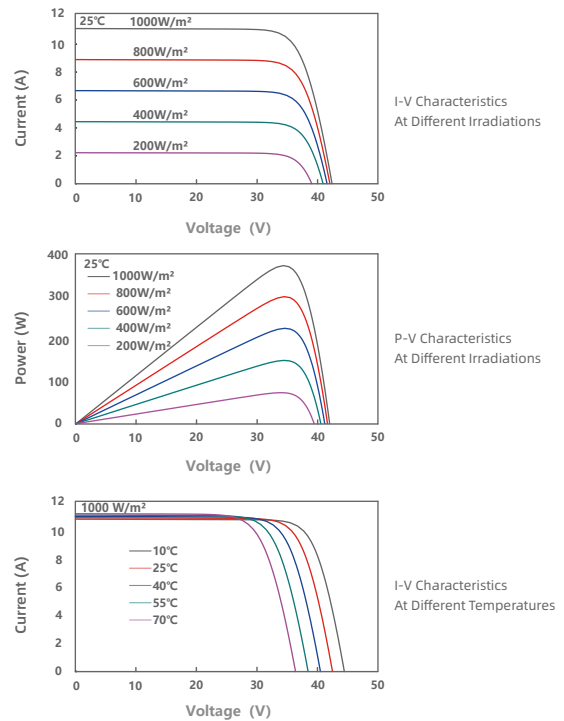 12
10
8
6
4
2
0
Current (A)
25℃
1000W/m²
800W/m²
600W/m²
400W/m²
200W/m²
0 10 20 30 40 50
Voltage (V)
I-V Characteristics
At Different Irradiations
400
300
200
100
0
Power (W)
25℃
1000W/m²
800W/m²
600W/m²
400W/m²
200W/m²
0 10 20 30 40 50
Voltage (V)
P-V Characteristics
At Different Irradiations
12
10
8
6
4
2
0
Current (A)
1000 W/m²
10℃
25℃
40℃
55℃
70℃
0 10 20 30 40 50
Voltage (V)
I-V Characteristics
At Different Temperatures